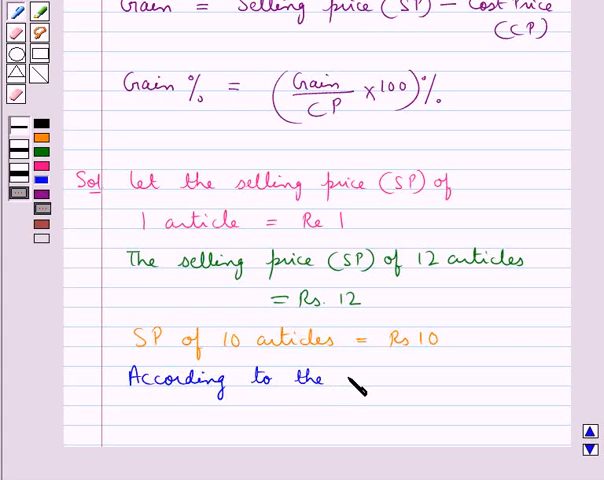 Gain = Selling price (SP) - Cost Price
(CP)
Gain % = (Gain/CP × 100) %
Sol Let the selling price (SP) of
1 article = Re 1
The selling price (SP) of 12 articles
= Rs. 12
SP of 10 articles = Rs 10
According to the